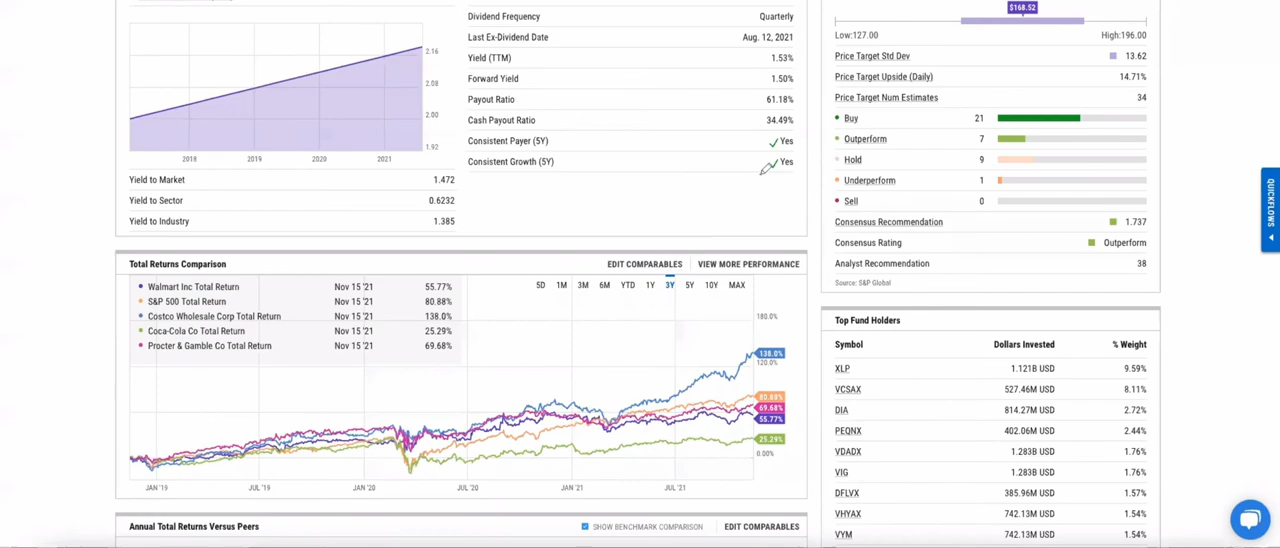 2.16
2.08
2.00
1.92
2018 2019 2020 2021
Yield to Market 1.472
Yield to Sector 0.6232
Yield to Industry 1.385
Dividend Frequency Quarterly
Last Ex-Dividend Date Aug. 12, 2021
Yield (TTM) 1.53%
Forward Yield 1.50%
Payout Ratio 61.18%
Cash Payout Ratio 34.49%
Consistent Payer (5Y) Yes
Consistent Growth (5Y) Yes
Total Returns Comparison EDIT COMPARABLES VIEW MORE PERFORMANCE
5D 1M 3M 6M YTD 1Y 3Y 5Y 10Y MAX
Walmart Inc Total Return Nov 15 '21 55.77%
S&P 500 Total Return Nov 15 '21 80.88%
Costco Wholesale Corp Total Return Nov 15 '21 138.0%
Coca-Cola Co Total Return Nov 15 '21 25.29%
Procter & Gamble Co Total Return Nov 15 '21 69.68%
180.0%
138.0%
120.0%
80.88%
69.68%
55.77%
25.29%
0.00%
JAN '19 JUL '19 JAN '20 JUL '20 JAN '21 JUL '21
Annual Total Returns Versus Peers SHOW BENCHMARK COMPARISON EDIT COMPARABLES
$168.52
Low:127.00 High:196.00
Price Target Std Dev 13.62
Price Target Upside (Daily) 14.71%
Price Target Num Estimates 34
Buy 21
Outperform 7
Hold 9
Underperform 1
Sell 0
Consensus Recommendation 1.737
Consensus Rating Outperform
Analyst Recommendation 38
Source: S&P Global
Top Fund Holders
Symbol Dollars Invested % Weight
XLP 1.121B USD 9.59%
VCSAX 527.46M USD 8.11%
DIA 814.27M USD 2.72%
PEQNX 402.06M USD 2.44%
VDADX 1.283B USD 1.76%
VIG 1.283B USD 1.76%
DFLVX 385.96M USD 1.57%
VHYAX 742.13M USD 1.54%
VYM 742.13M USD 1.54%
QUICKFLOWS